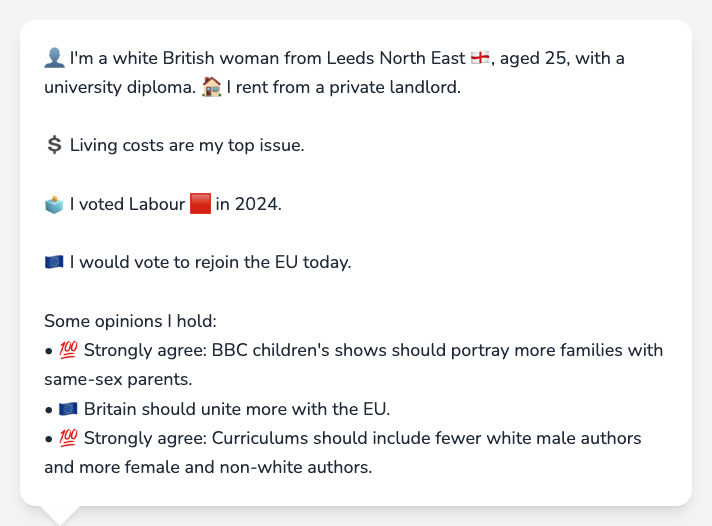 👤 I'm a white British woman from Leeds North East 🏴󠁧󠁢󠁥󠁮󠁧󠁿, aged 25, with a
university diploma. 🏠 I rent from a private landlord.
💲 Living costs are my top issue.
🗳️ I voted Labour 🟥 in 2024.
🇪🇺 I would vote to rejoin the EU today.
Some opinions I hold:
• 💯 Strongly agree: BBC children's shows should portray more families with
same-sex parents.
• 🇪🇺 Britain should unite more with the EU.
• 💯 Strongly agree: Curriculums should include fewer white male authors
and more female and non-white authors.